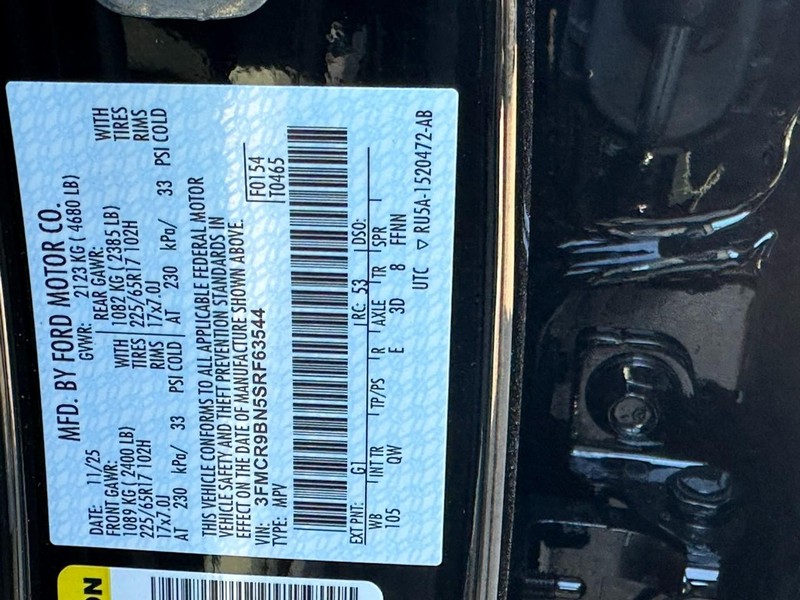 MFD. BY FORD MOTOR CO.
DATE: 11/25 GVWR: 2123 KG ( 4680 LB)
FRONT GAWR: REAR GAWR:
1089 KG ( 2400 LB) WITH 1082 KG ( 2385 LB) WITH
225/65R17 102H TIRES 225/65R17 102H TIRES
17x7.0J RIMS 17x7.0J RIMS
AT 230 kPa/ 33 PSI COLD AT 230 kPa/ 33 PSI COLD
THIS VEHICLE CONFORMS TO ALL APPLICABLE FEDERAL MOTOR
VEHICLE SAFETY AND THEFT PREVENTION STANDARDS IN
EFFECT ON THE DATE OF MANUFACTURE SHOWN ABOVE.
VIN: 3FMCR9BN5SRF63544 F0154
TYPE: MPV T0465
EXT PNT: G1 RC: 53 DSO:
WB INT TR TP/PS R AXLE TR SPR
105 QW E 3D 8 FFNN
UTC ▽ RU5A-1520472-AB
ON